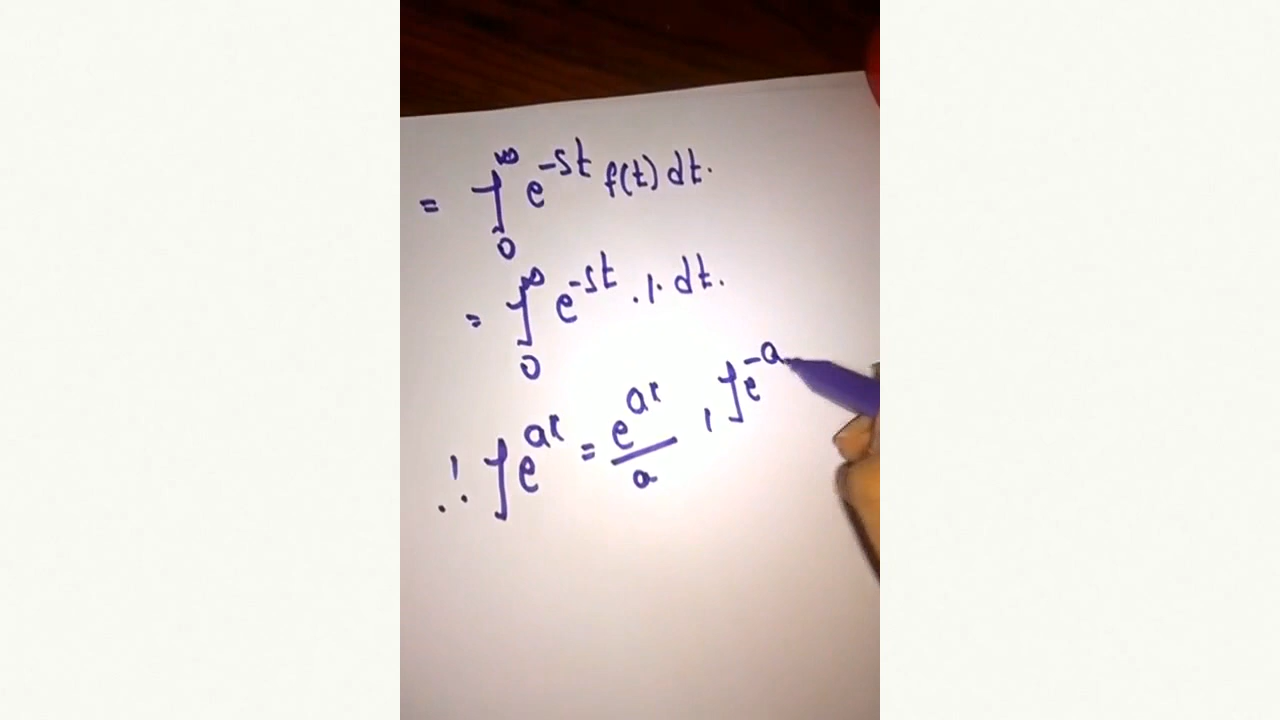 = ∫₀^∞ e^{-st} f(t) dt.
= ∫₀^∞ e^{-st} . 1. dt.
∴ ∫e^{ax} = e^{ax}/a , ∫e^{-a